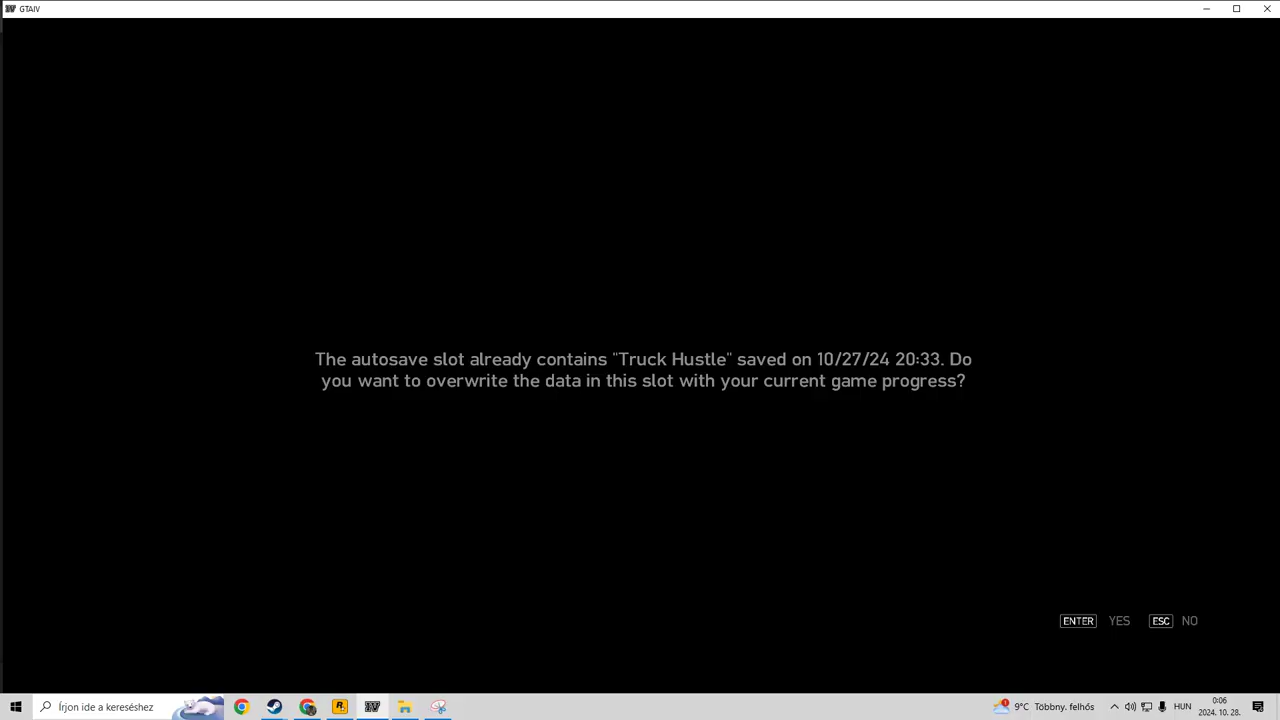 GTAIV
The autosave slot already contains "Truck Hustle" saved on 10/27/24 20:33. Do
you want to overwrite the data in this slot with your current game progress?
ENTER YES ESC NO
Írjon ide a kereséshez
9°C Többny. felhős HUN
0:06
2024. 10. 28.